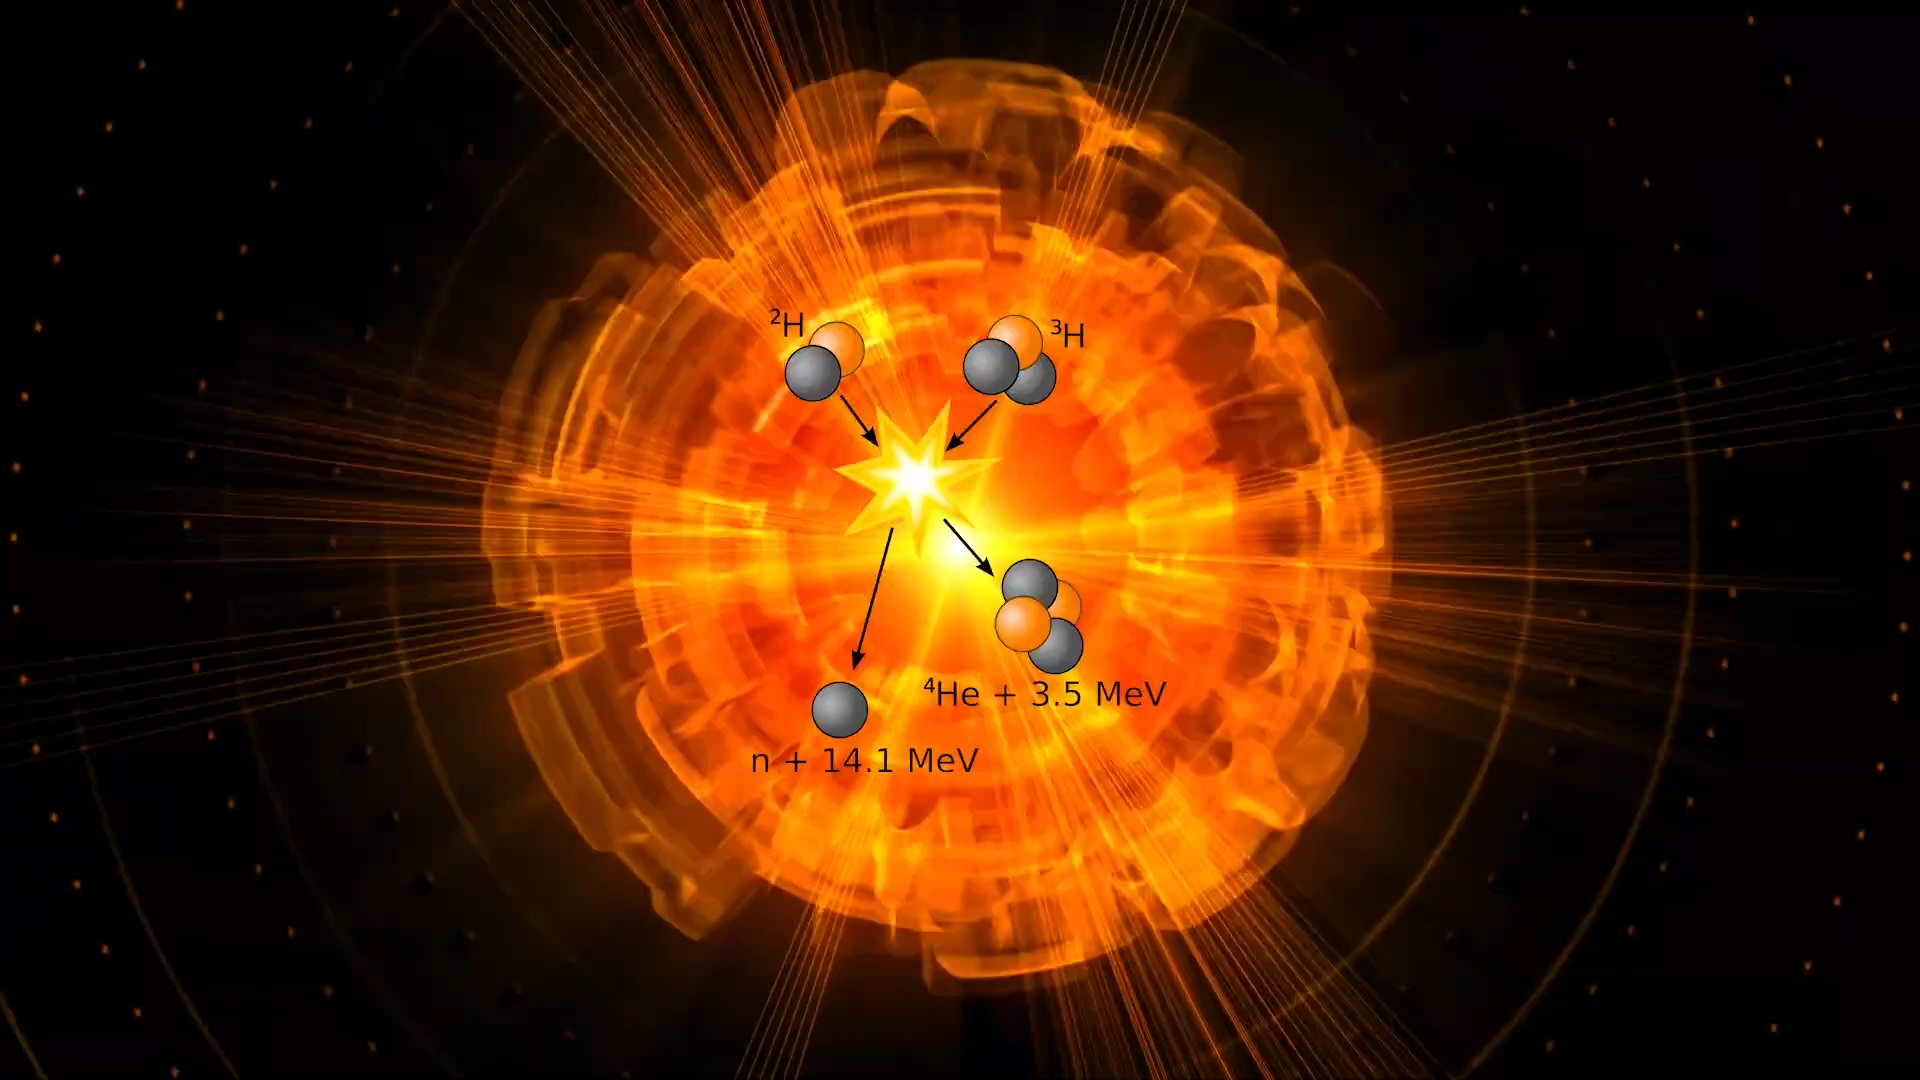 ²H
³H
⁴He + 3.5 MeV
n + 14.1 MeV